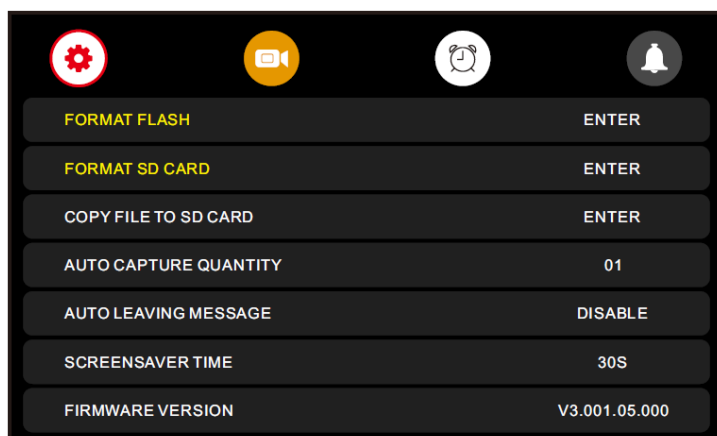 FORMAT FLASH ENTER
FORMAT SD CARD ENTER
COPY FILE TO SD CARD ENTER
AUTO CAPTURE QUANTITY 01
AUTO LEAVING MESSAGE DISABLE
SCREENSAVER TIME 30S
FIRMWARE VERSION V3.001.05.000